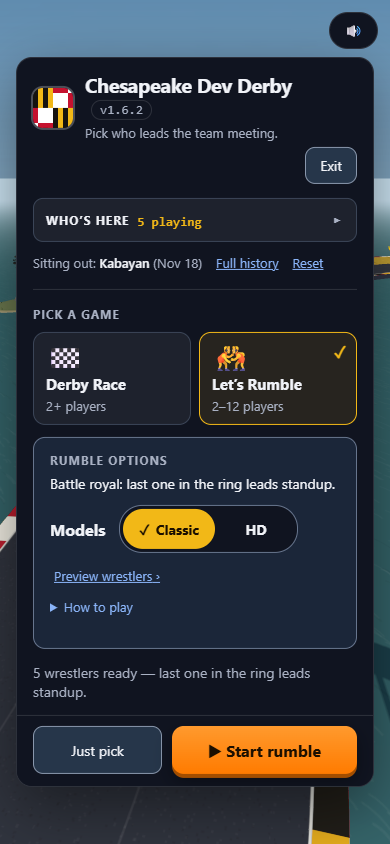 Chesapeake Dev Derby
v1.6.2
Pick who leads the team meeting.
Exit
WHO'S HERE 5 playing ►
Sitting out: Kabayan (Nov 18) Full history Reset
PICK A GAME
Derby Race
2+ players
✓
Let's Rumble
2–12 players
RUMBLE OPTIONS
Battle royal: last one in the ring leads standup.
Models ✓ Classic HD
Preview wrestlers ›
▶ How to play
5 wrestlers ready — last one in the ring leads
standup.
Just pick ▶ Start rumble